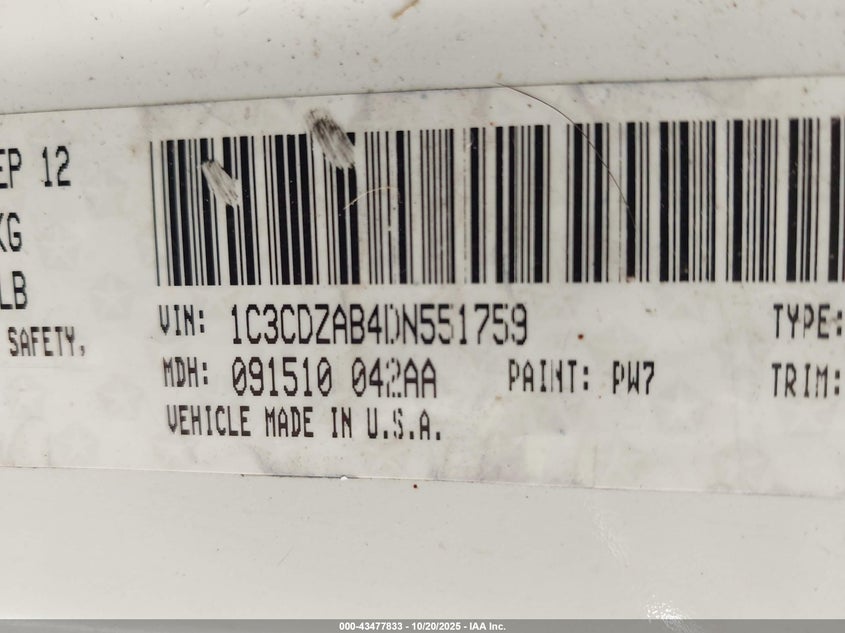 EP 12
KG
LB
SAFETY,
VIN: 1C3CDZAB4DN551759 TYPE:
MDH: 091510 042AA PAINT: PW7 TRIM:
VEHICLE MADE IN U.S.A.
000-43477833 - 10/20/2025 - IAA Inc.